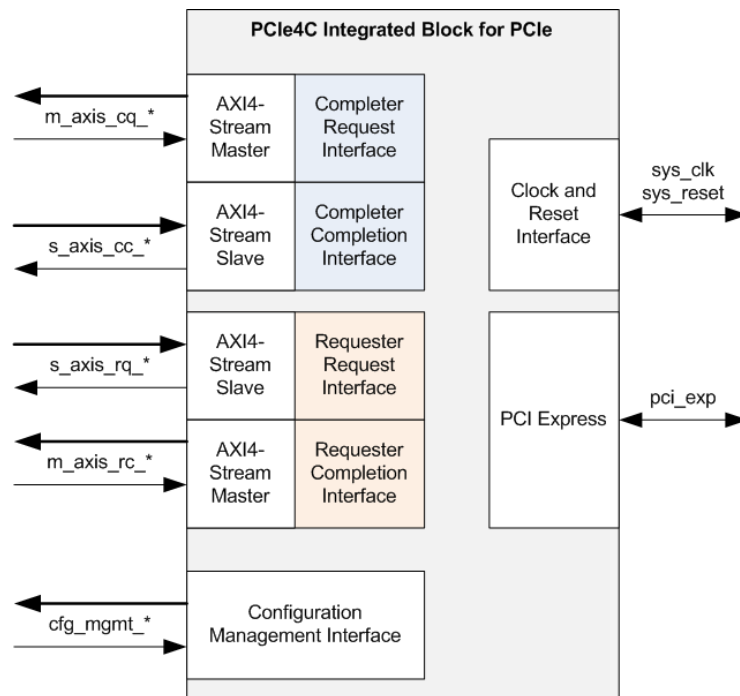 PCIe4C Integrated Block for PCIe
m_axis_cq_*
AXI4-
Stream
Master
Completer
Request
Interface
s_axis_cc_*
AXI4-
Stream
Slave
Completer
Completion
Interface
Clock and
Reset
Interface
sys_clk
sys_reset
s_axis_rq_*
AXI4-
Stream
Slave
Requester
Request
Interface
m_axis_rc_*
AXI4-
Stream
Master
Requester
Completion
Interface
PCI Express
pci_exp
cfg_mgmt_*
Configuration
Management Interface